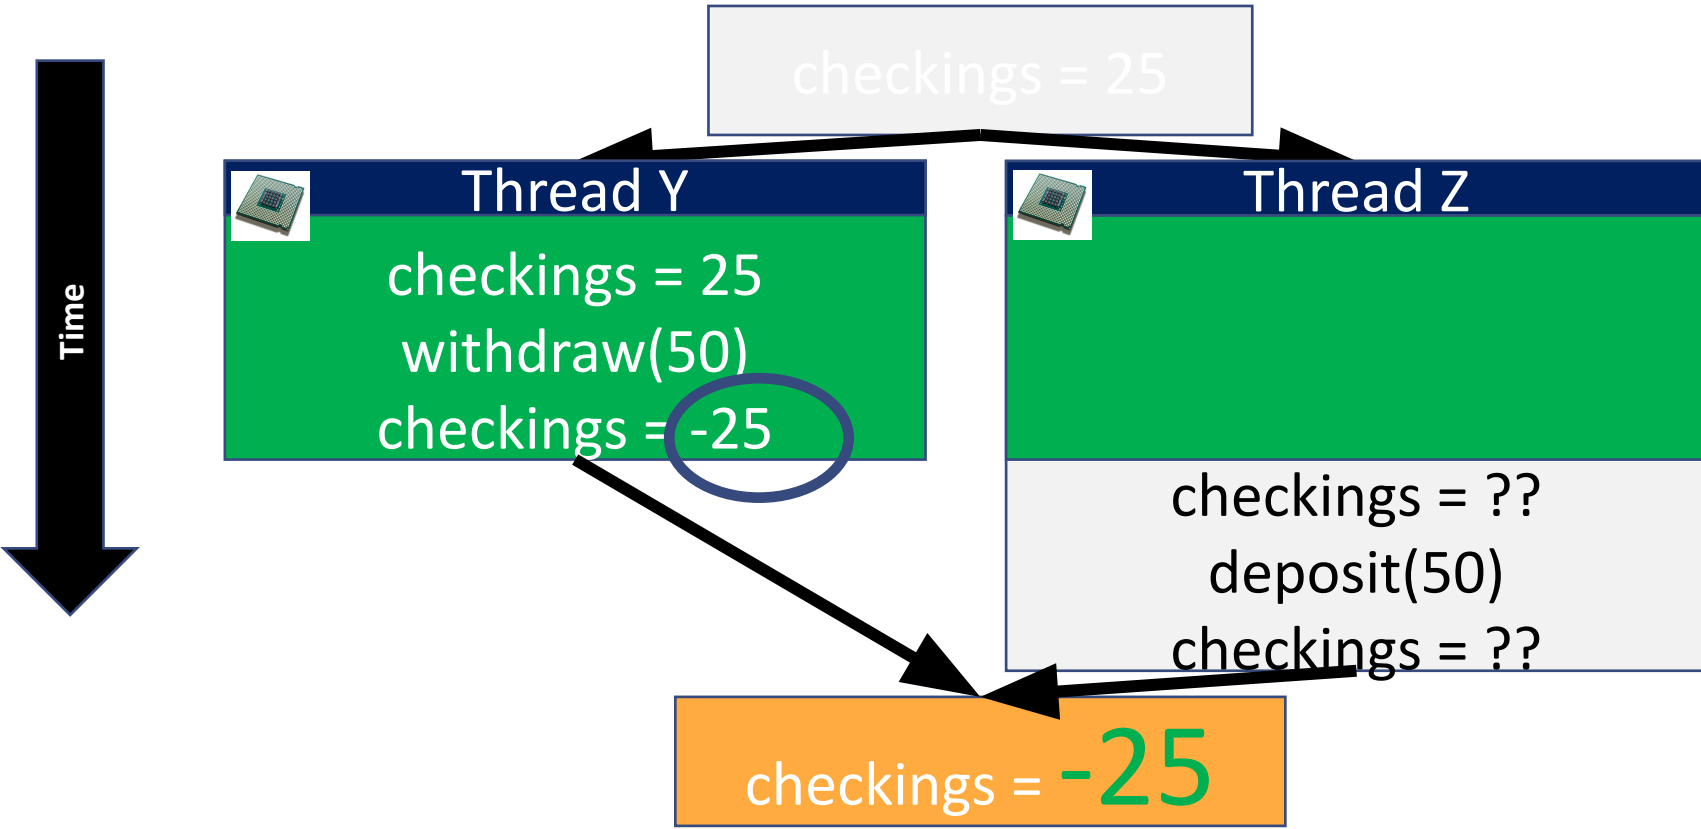 checkings = 25
Time
Thread Y
checkings = 25
withdraw(50)
checkings = -25
Thread Z
checkings = ??
deposit(50)
checkings = ??
checkings = -25